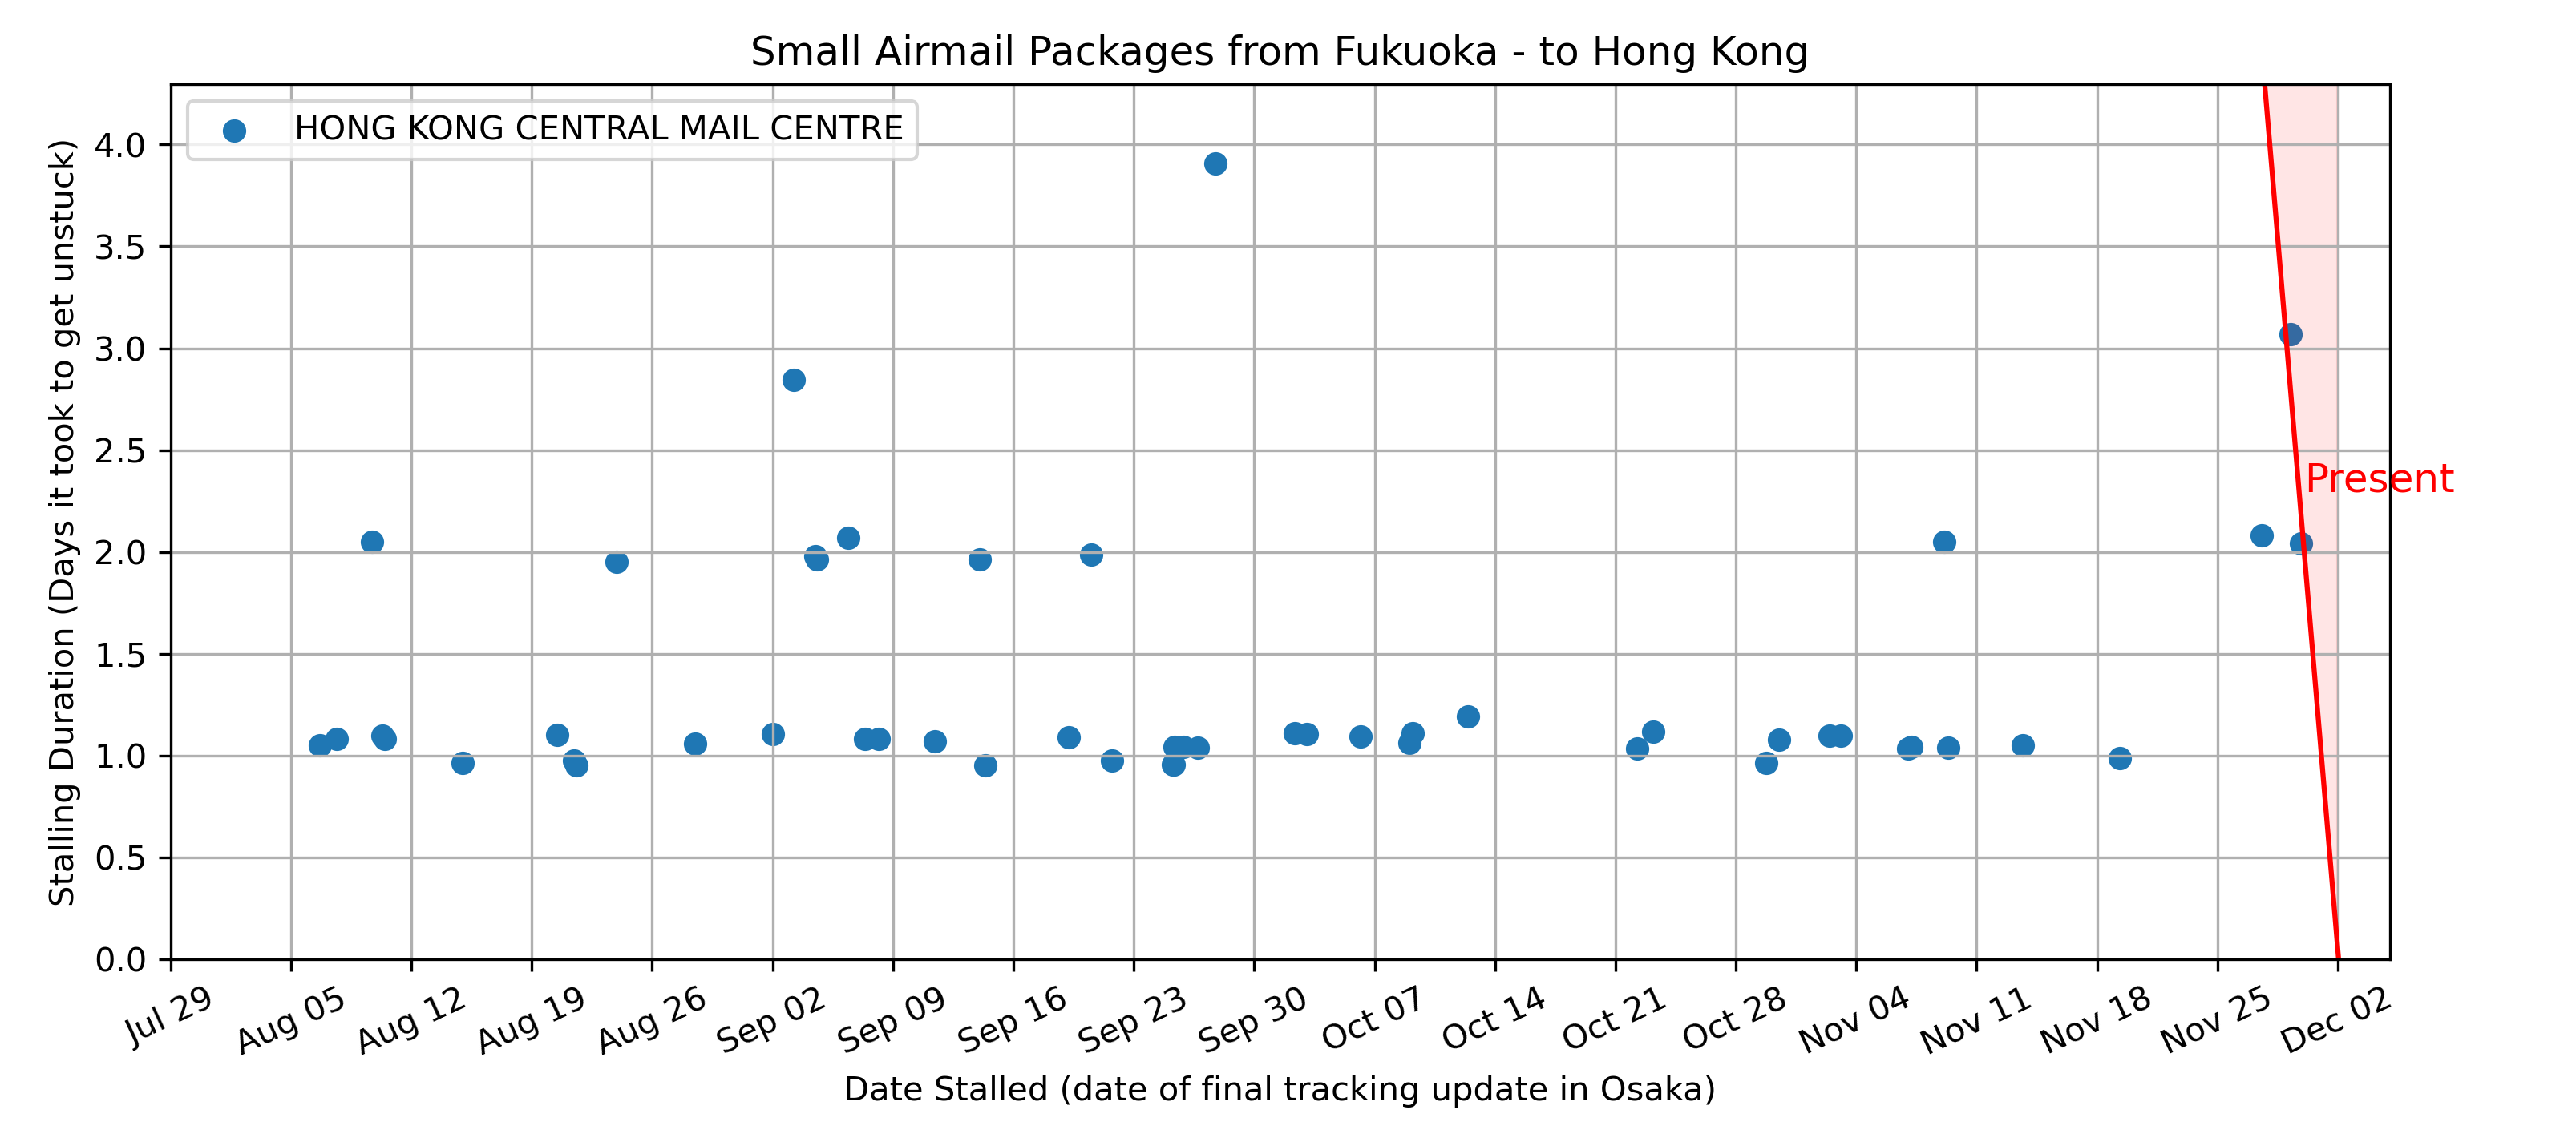 Small Airmail Packages from Fukuoka - to Hong Kong
HONG KONG CENTRAL MAIL CENTRE
Stalling Duration (Days it took to get unstuck)
4.0
3.5
3.0
2.5
2.0
1.5
1.0
0.5
0.0
Present
Jul 29
Aug 05
Aug 12
Aug 19
Aug 26
Sep 02
Sep 09
Sep 16
Sep 23
Sep 30
Oct 07
Oct 14
Oct 21
Oct 28
Nov 04
Nov 11
Nov 18
Nov 25
Dec 02
Date Stalled (date of final tracking update in Osaka)